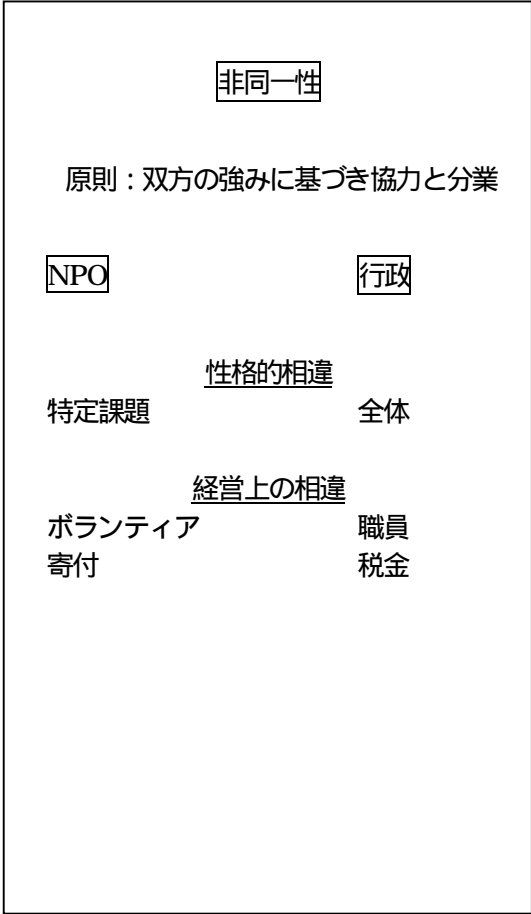 非同一性
原則：双方の強みに基づき協力と分業
NPO 行政
性格的相違
特定課題 全体
経営上の相違
ボランティア 職員
寄付 税金